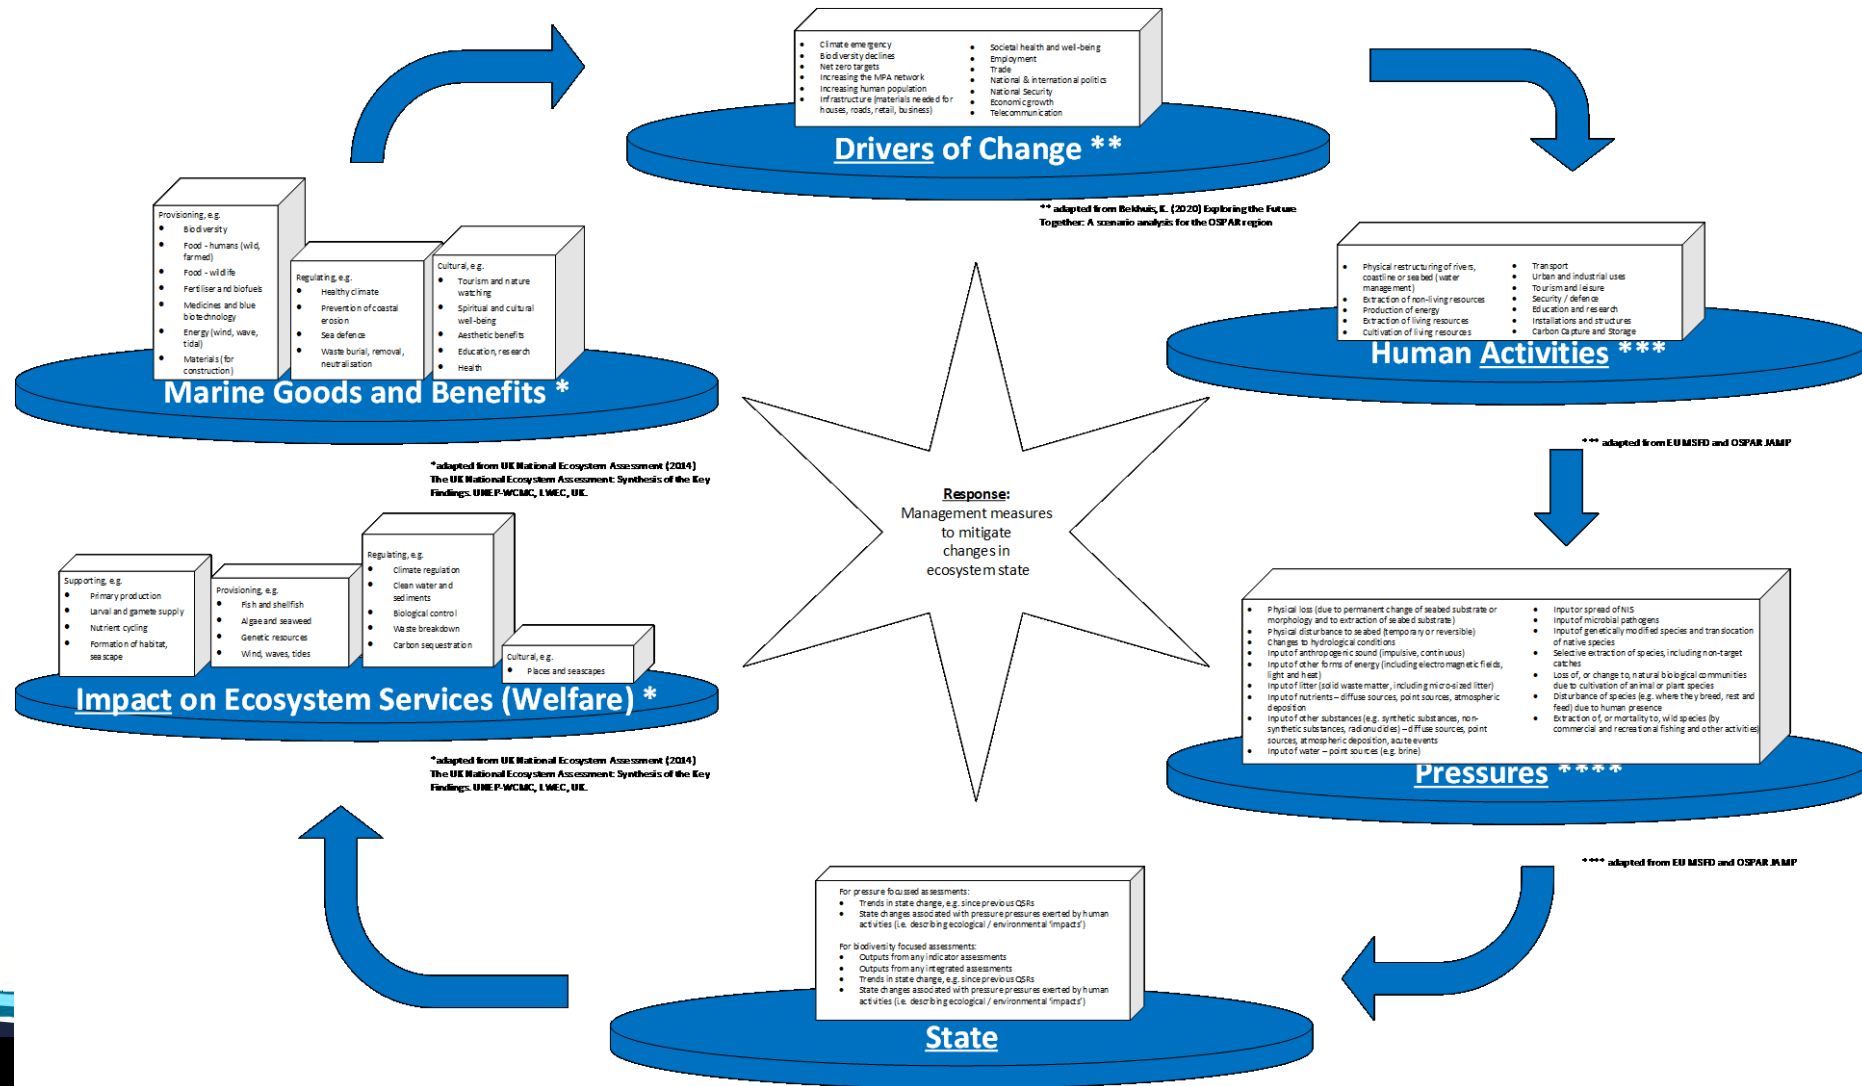 • Climate emergency
• Biodiversity declines
• Net zero targets
• Increasing the MPA network
• Increasing human population
• Infrastructure (materials needed for
houses, roads, retail, business)
• Societal health and well-being
• Employment
• Trade
• National & international politics
• National Security
• Economic growth
• Telecommunication
Drivers of Change **
** adapted from Bekhuis, K. (2020) Exploring the Future
Together: A scenario analysis for the OSPAR region
• Physical restructuring of rivers,
coastline or seabed (water
management)
• Extraction of non-living resources
• Production of energy
• Extraction of living resources
• Cultivation of living resources
• Transport
• Urban and industrial uses
• Tourism and leisure
• Security / defence
• Education and research
• Installations and structures
• Carbon Capture and Storage
Human Activities ***
*** adapted from EU MSFD and OSPAR JAMP
• Physical loss (due to permanent change of seabed substrate or
morphology and to extraction of seabed substrate)
• Physical disturbance to seabed (temporary or reversible)
• Changes to hydrological conditions
• Input of anthropogenic sound (impulsive, continuous)
• Input of other forms of energy (including electromagnetic fields,
light and heat)
• Input of litter (solid waste matter, including micro-sized litter)
• Input of nutrients – diffuse sources, point sources, atmospheric
deposition
• Input of other substances (e.g. synthetic substances, non-
synthetic substances, radionuclides) – diffuse sources, point
sources, atmospheric deposition, acute events
• Input of water – point sources (e.g. brine)
• Input or spread of NIS
• Input of microbial pathogens
• Input of genetically modified species and translocation
of native species
• Selective extraction of species, including non-target
catches
• Loss of, or change to, natural biological communities
due to cultivation of animal or plant species
• Disturbance of species (e.g. where they breed, rest and
feed) due to human presence
• Extraction of, or mortality to, wild species (by
commercial and recreational fishing and other activities)
Pressures ****
**** adapted from EU MSFD and OSPAR JAMP
For pressure focussed assessments:
• Trends in state change, e.g. since previous QSRs
• State changes associated with pressure pressures exerted by human
activities (i.e. describing ecological / environmental 'impacts')
For biodiversity focused assessments:
• Outputs from any indicator assessments
• Outputs from any integrated assessments
• Trends in state change, e.g. since previous QSRs
• State changes associated with pressure pressures exerted by human
activities (i.e. describing ecological / environmental 'impacts')
State
Supporting, e.g.
• Primary production
• Larval and gamete supply
• Nutrient cycling
• Formation of habitat,
seascape
Provisioning, e.g.
• Fish and shellfish
• Algae and seaweed
• Genetic resources
• Wind, waves, tides
Regulating, e.g.
• Climate regulation
• Clean water and
sediments
• Biological control
• Waste breakdown
• Carbon sequestration
Cultural, e.g.
• Places and seascapes
Impact on Ecosystem Services (Welfare) *
*adapted from UK National Ecosystem Assessment (2014)
The UK National Ecosystem Assessment: Synthesis of the Key
Findings. UNEP-WCMC, LWEC, UK.
Provisioning, e.g.
• Biodiversity
• Food - humans (wild,
farmed)
• Food - wildlife
• Fertiliser and biofuels
• Medicines and blue
biotechnology
• Energy (wind, wave,
tidal)
• Materials (for
construction)
Regulating, e.g.
• Healthy climate
• Prevention of coastal
erosion
• Sea defence
• Waste burial, removal,
neutralisation
Cultural, e.g.
• Tourism and nature
watching
• Spiritual and cultural
well-being
• Aesthetic benefits
• Education, research
• Health
Marine Goods and Benefits *
*adapted from UK National Ecosystem Assessment (2014)
The UK National Ecosystem Assessment: Synthesis of the Key
Findings. UNEP-WCMC, LWEC, UK.
Response:
Management measures
to mitigate
changes in
ecosystem state